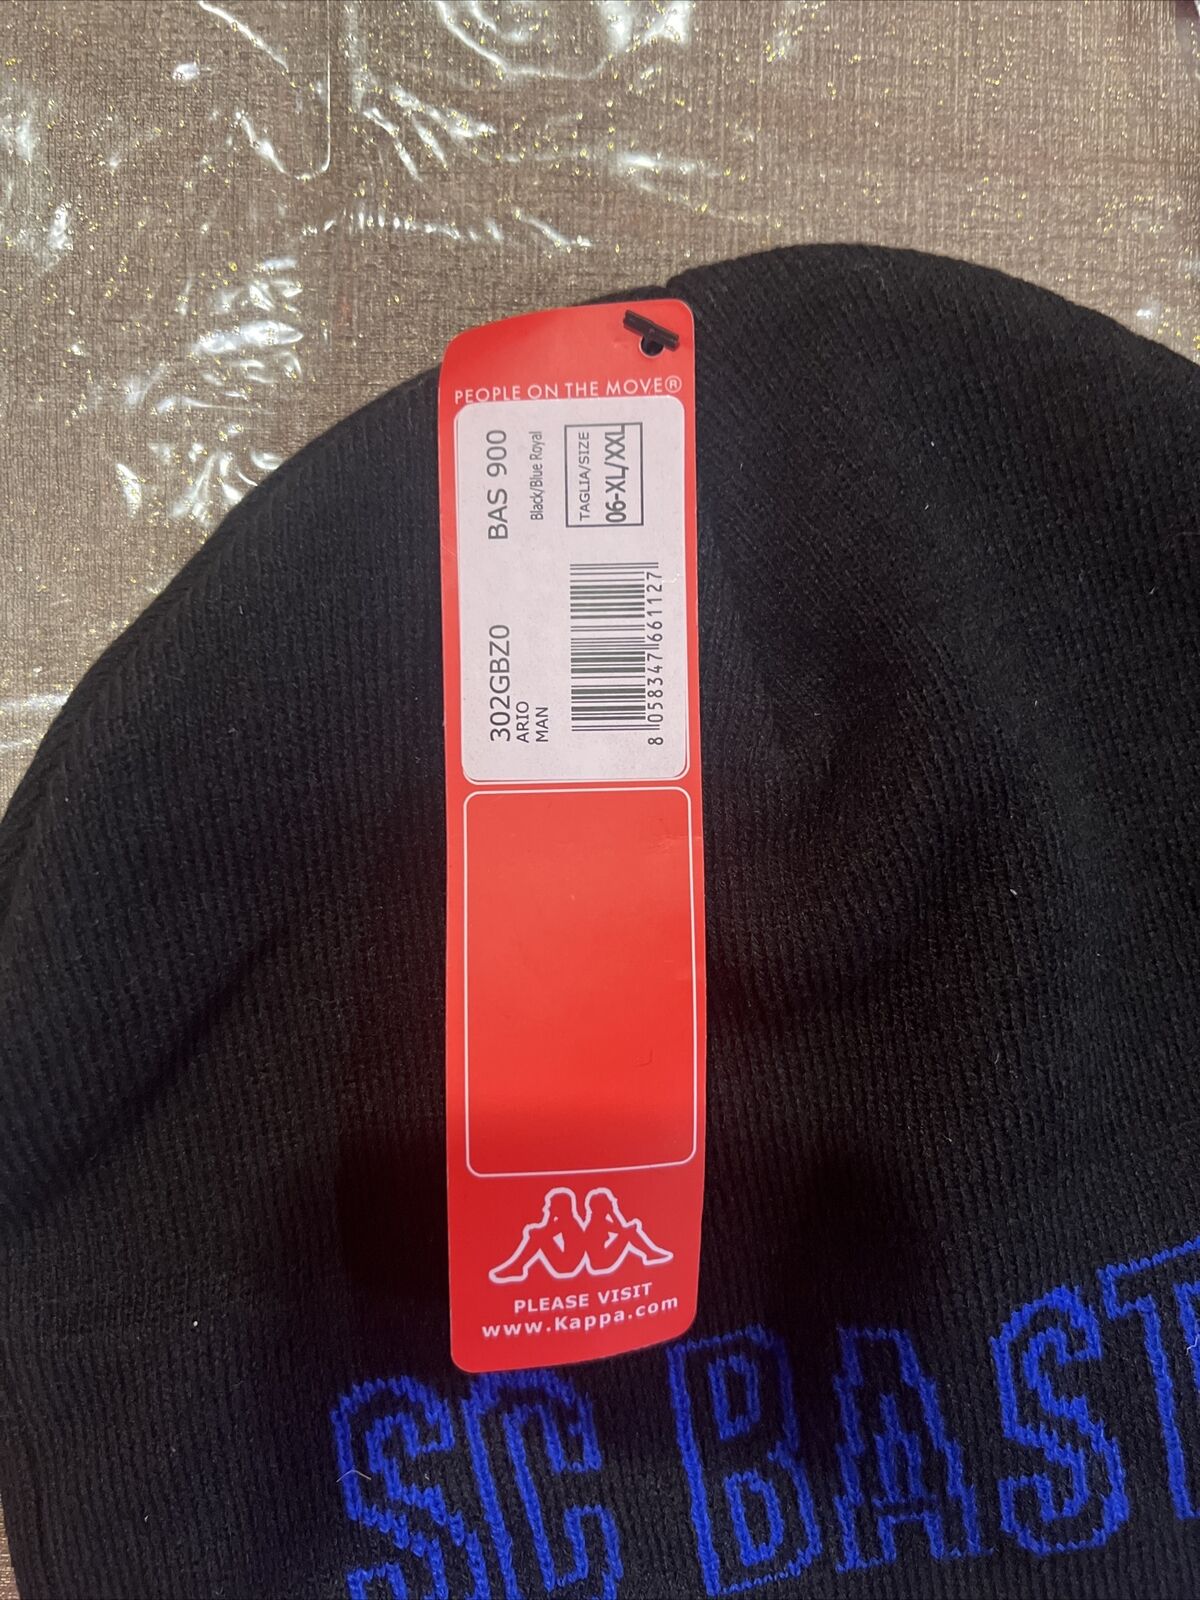 PEOPLE ON THE MOVE®
302GBZ0 BAS 900
ARIO Black/Blue Royal
MAN
TAGLIA/SIZE
06-XL/XXL
8 058347 661127
PLEASE VISIT
www.Kappa.com
SC BAST